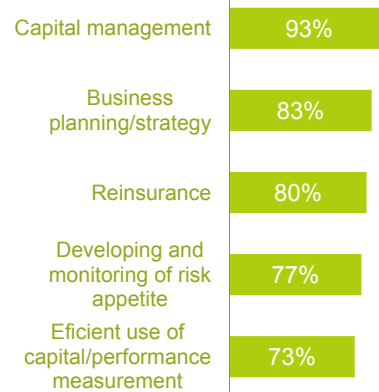 Capital management
93%
Business
planning/strategy
83%
Reinsurance
80%
Developing and
monitoring of risk
appetite
77%
Eficient use of
capital/performance
measurement
73%